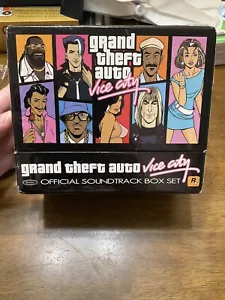 grand
theft
auto
Vice City
grand theft auto Vice City
OFFICIAL SOUNDTRACK BOX SET
R